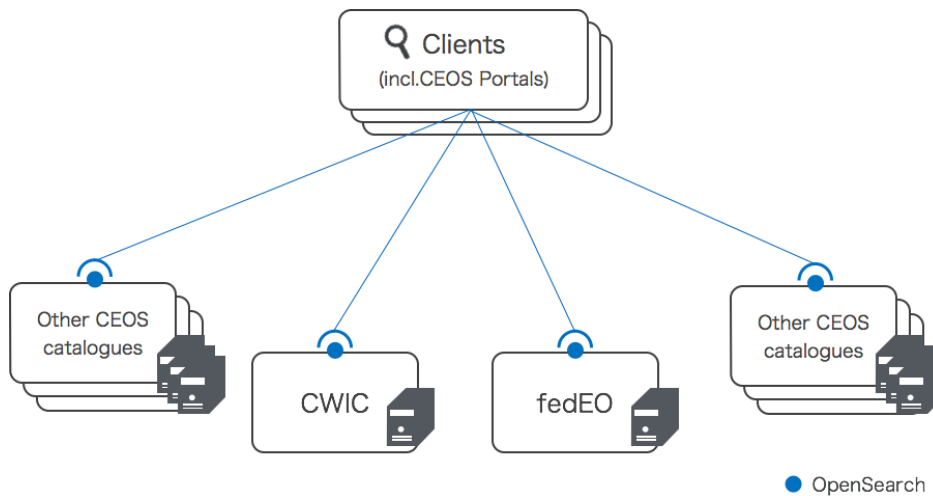 Clients
(incl.CEOS Portals)
Other CEOS
catalogues
CWIC
fedEO
Other CEOS
catalogues
OpenSearch